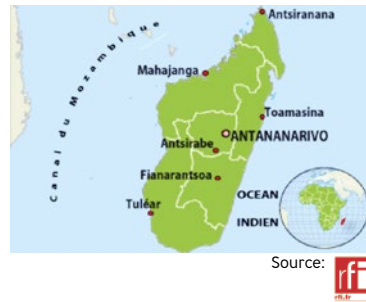 Antsiranana
Mahajanga
Canal du Mozambique
Toamasina
ANTANANARIVO
Antsirabe
Fianarantsoa
OCEAN
Tuléar
INDIEN
Source:
rfi
rfi.fr